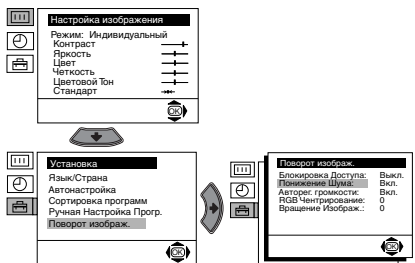 Настройка изображения
Режим: Индивидуальный
Контраст
Яркость
Цвет
Четкость
Цветовой Тон
Стандарт
OK
Установка
Язык/Страна
Автонастройка
Сортировка программ
Ручная Настройка Прогр.
Поворот изображ.
OK
Поворот изображ.
Блокировка Доступа: Выкл.
Понижение Шума: Вкл.
Авторег. громкости: Вкл.
RGB Чентрирование: 0
Вращение Изображ.: 0
OK